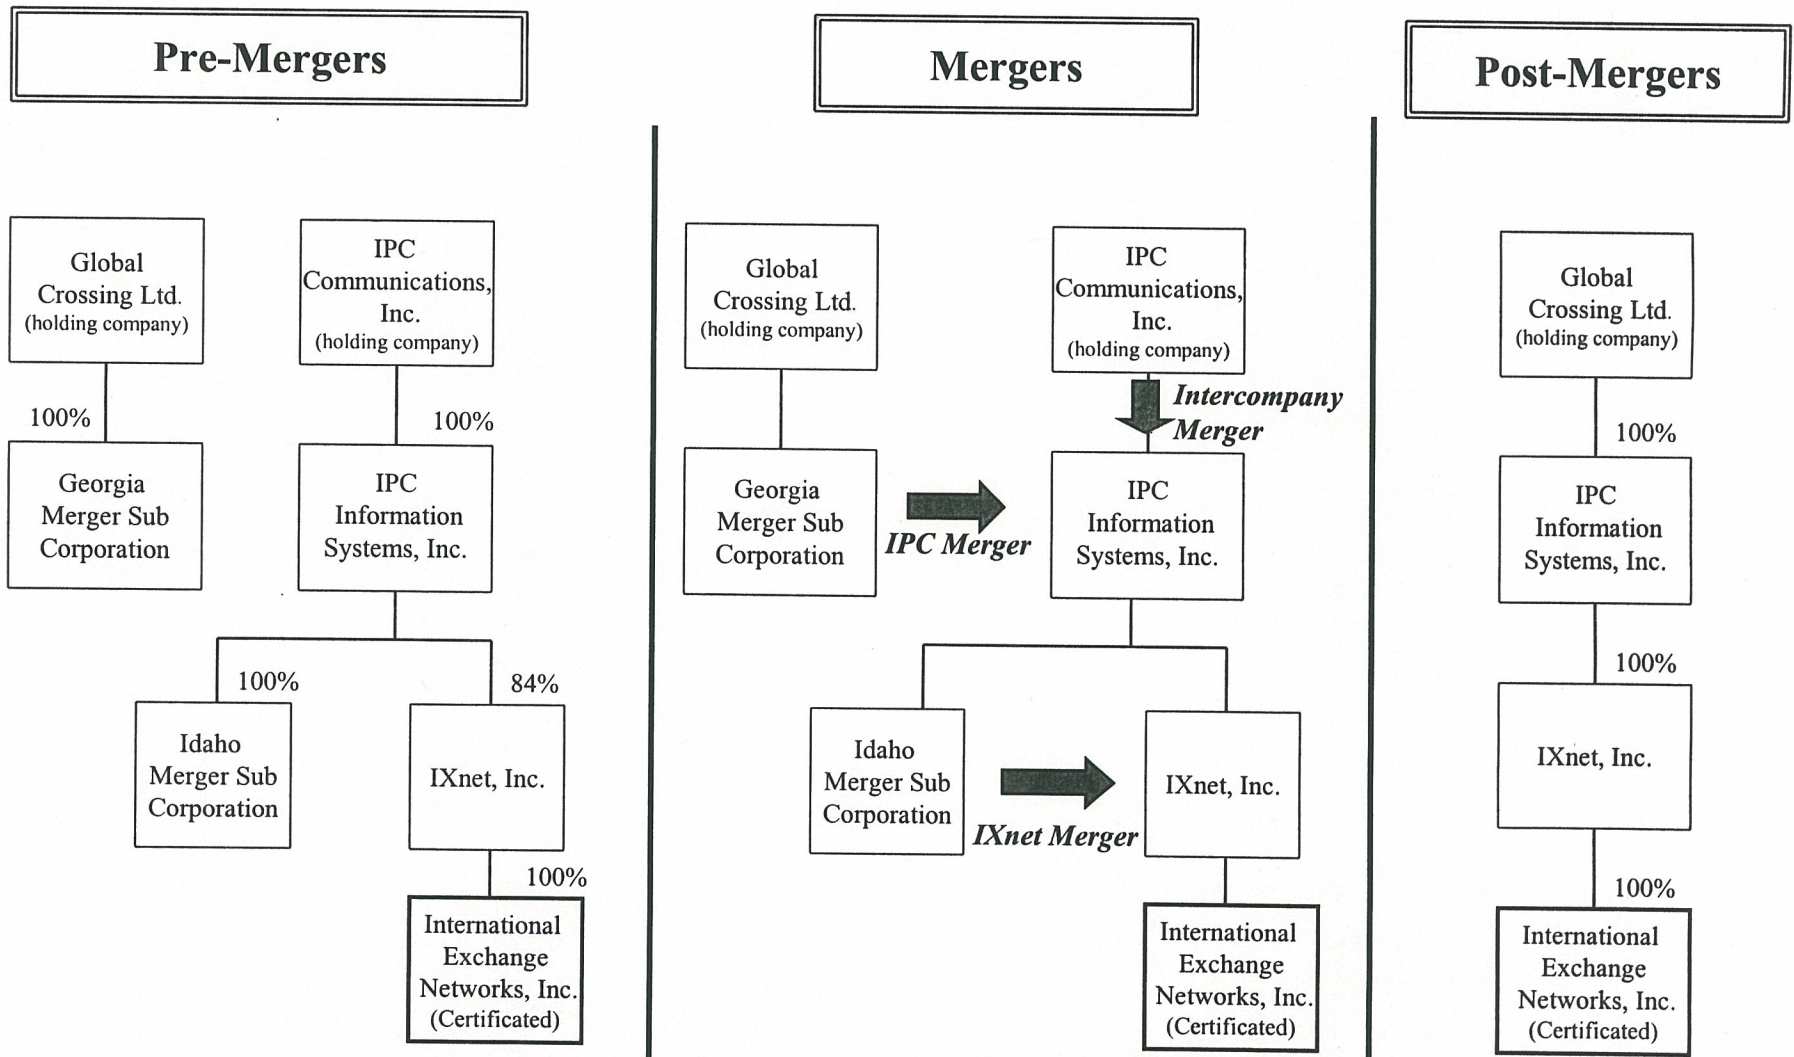 Pre-Mergers
Global
Crossing Ltd.
(holding company)
IPC
Communications,
Inc.
(holding company)
100%
100%
Georgia
Merger Sub
Corporation
IPC
Information
Systems, Inc.
100%
84%
Idaho
Merger Sub
Corporation
IXnet, Inc.
100%
International
Exchange
Networks, Inc.
(Certificated)
Mergers
Global
Crossing Ltd.
(holding company)
IPC
Communications,
Inc.
(holding company)
Intercompany
Merger
Georgia
Merger Sub
Corporation
IPC Merger
IPC
Information
Systems, Inc.
Idaho
Merger Sub
Corporation
IXnet Merger
IXnet, Inc.
International
Exchange
Networks, Inc.
(Certificated)
Post-Mergers
Global
Crossing Ltd.
(holding company)
100%
IPC
Information
Systems, Inc.
100%
IXnet, Inc.
100%
International
Exchange
Networks, Inc.
(Certificated)